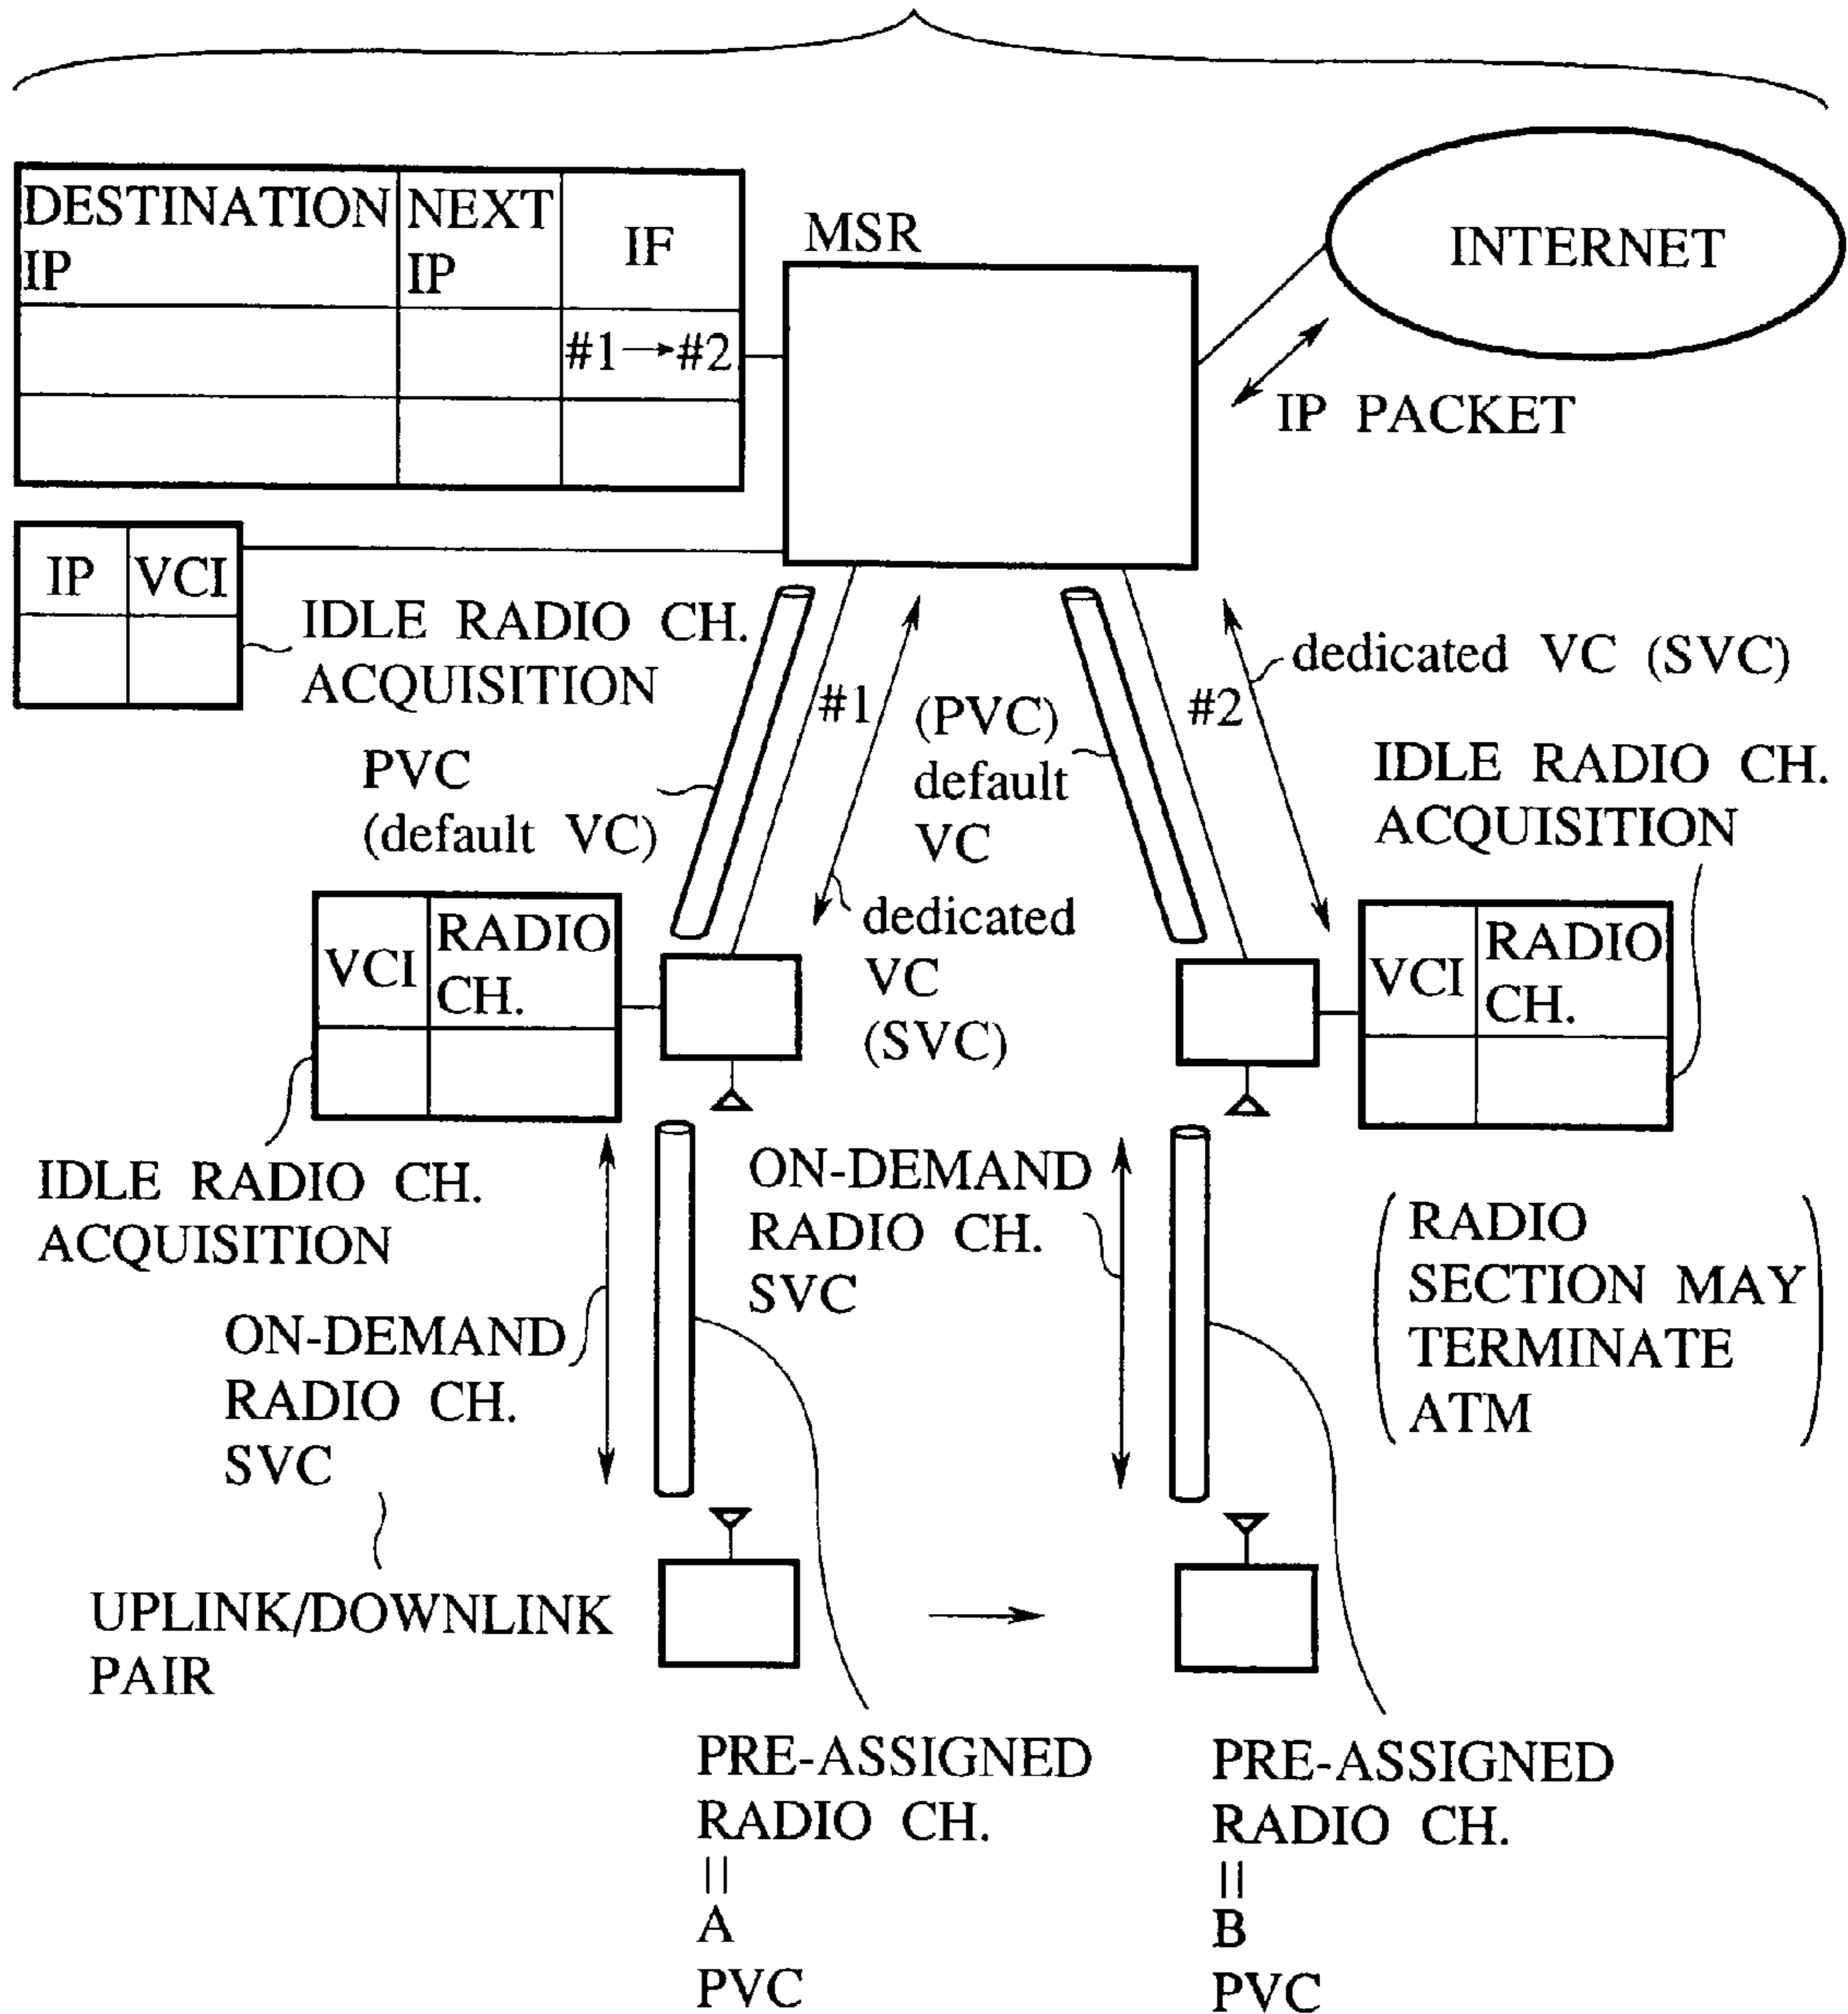 DESTINATION IP
NEXT IP
IF
#1→#2
MSR
INTERNET
IP PACKET
IP
VCI
IDLE RADIO CH.
ACQUISITION
#1
PVC
(default VC)
(PVC)
default
VC
dedicated
VC
(SVC)
#2
dedicated VC (SVC)
IDLE RADIO CH.
ACQUISITION
VCI
RADIO
CH.
VCI
RADIO
CH.
IDLE RADIO CH.
ACQUISITION
ON-DEMAND
RADIO CH.
SVC
ON-DEMAND
RADIO CH.
SVC
RADIO
SECTION MAY
TERMINATE
ATM
UPLINK/DOWNLINK
PAIR
PRE-ASSIGNED
RADIO CH.
||
A
PVC
PRE-ASSIGNED
RADIO CH.
||
B
PVC